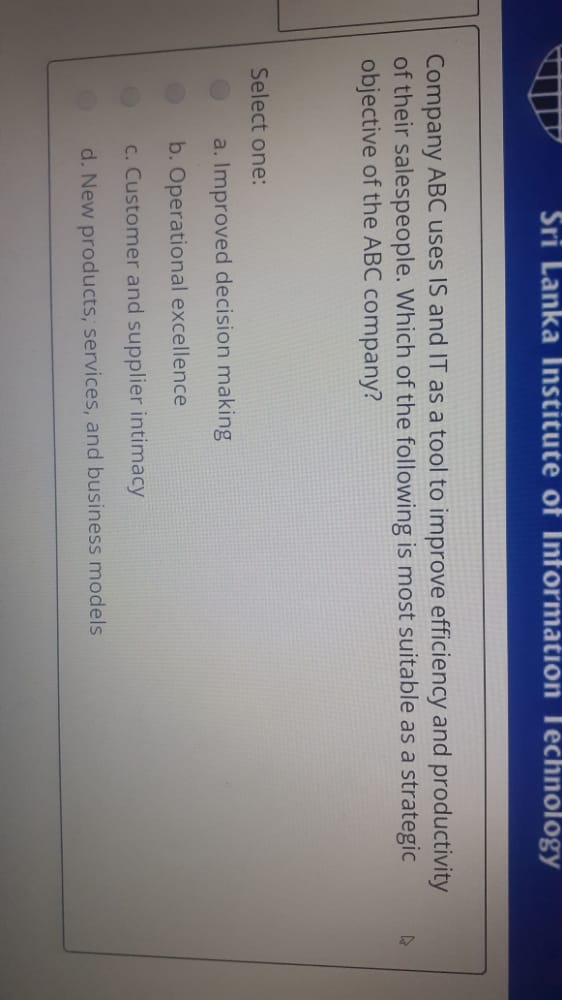 Sri Lanka Institute of Information Technology
Company ABC uses IS and IT as a tool to improve efficiency and productivity
of their salespeople. Which of the following is most suitable as a strategic
objective of the ABC company?
Select one:
a. Improved decision making
b. Operational excellence
c. Customer and supplier intimacy
d. New products, services, and business models